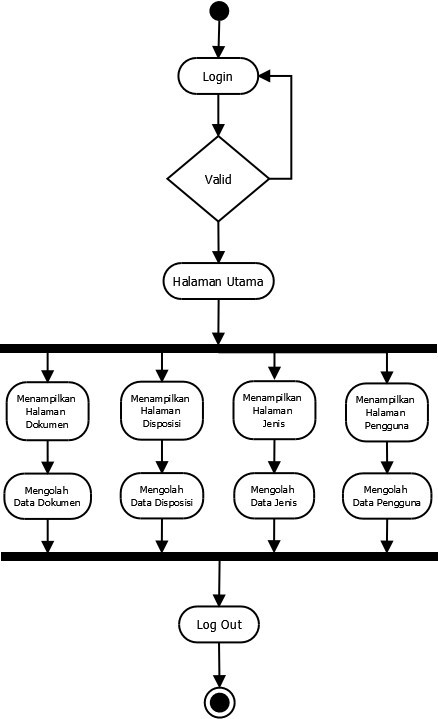 Login
Valid
Halaman Utama
Menampilkan
Halaman
Dokumen
Menampilkan
Halaman
Disposisi
Menampilkan
Halaman
Jenis
Menampilkan
Halaman
Pengguna
Mengolah
Data Dokumen
Mengolah
Data Disposisi
Mengolah
Data Jenis
Mengolah
Data Pengguna
Log Out